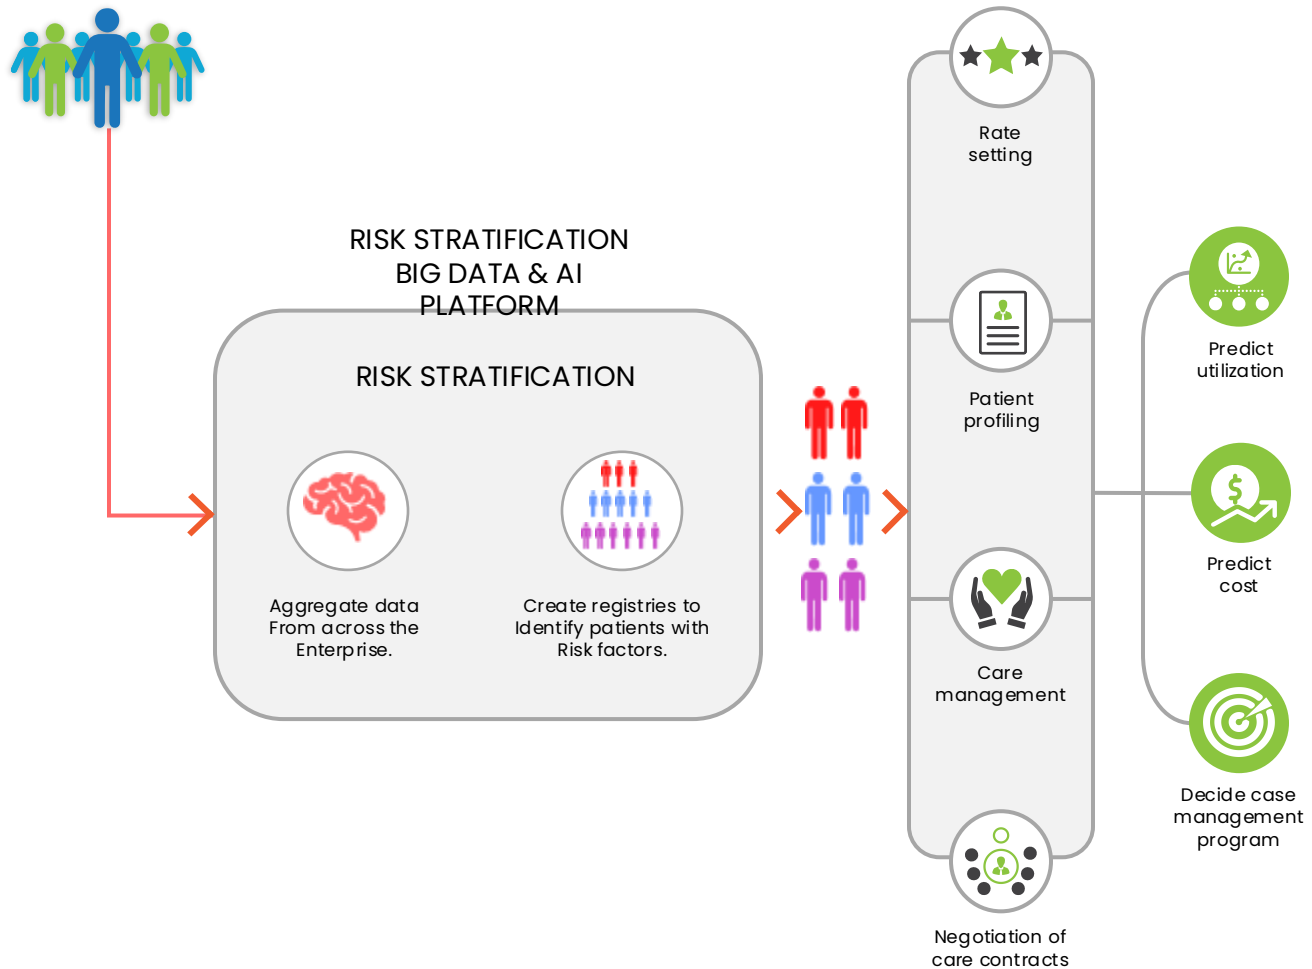 RISK STRATIFICATION
BIG DATA & AI
PLATFORM
RISK STRATIFICATION
Aggregate data
From across the
Enterprise.
Create registries to
Identify patients with
Risk factors.
Rate
setting
Patient
profiling
Care
management
Negotiation of
care contracts
Predict
utilization
$
Predict
cost
Decide case
management
program